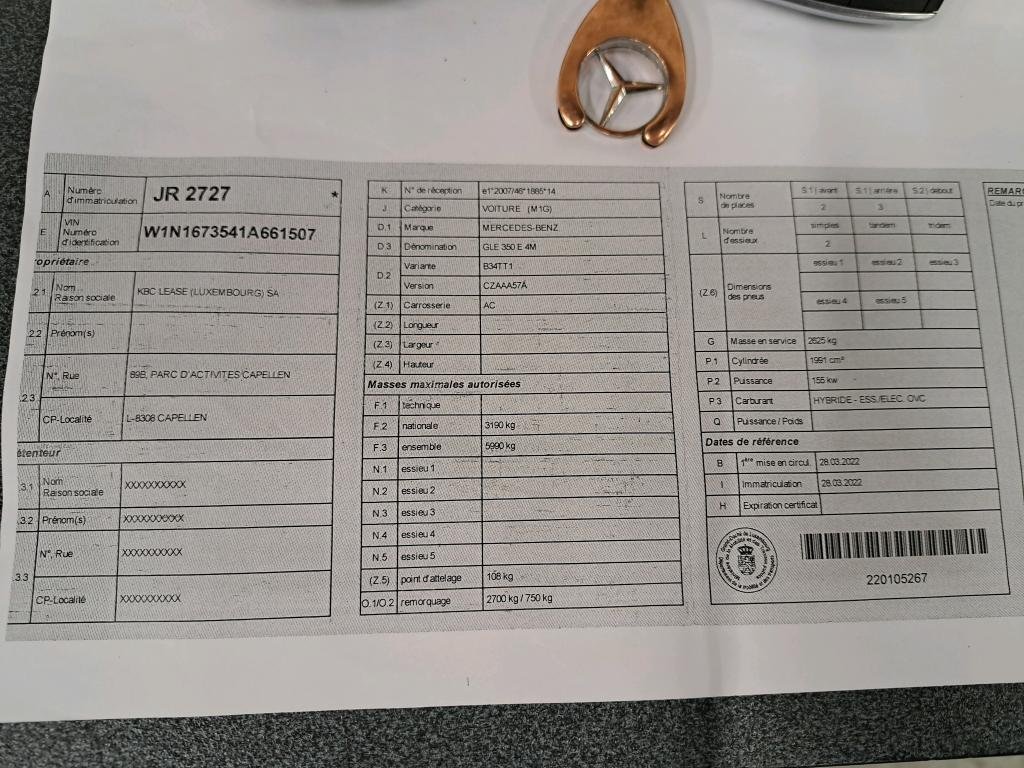 A Numéro d'immatriculation JR 2727 *
E VIN Numéro d'identification W1N1673541A661507
ropriétaire
2.1 Nom Raison sociale KBC LEASE (LUXEMBOURG) SA
2.2 Prénom(s)
2.3 N°, Rue 89B, PARC D'ACTIVITES CAPELLEN
CP-Localité L-8308 CAPELLEN
étenteur
3.1 Nom Raison sociale XXXXXXXXXX
3.2 Prénom(s) XXXXXXXXXX
3.3 N°, Rue XXXXXXXXXX
CP-Localité XXXXXXXXXX
K N° de réception e1*2007/46*1885*14
J Catégorie VOITURE (M1G)
D.1 Marque MERCEDES-BENZ
D.3 Dénomination GLE 350 E 4M
D.2 Variante B34TT1
Version CZAAA57A
(Z.1) Carrosserie AC
(Z.2) Longueur
(Z.3) Largeur
(Z.4) Hauteur
Masses maximales autorisées
F.1 technique
F.2 nationale 3190 kg
F.3 ensemble 5990 kg
N.1 essieu 1
N.2 essieu 2
N.3 essieu 3
N.4 essieu 4
N.5 essieu 5
(Z.5) point d'attelage 108 kg
O.1/O.2 remorquage 2700 kg / 750 kg
S Nombre de places S.1 | avant S.1 | arrière S.2 | debout
2 3
L Nombre d'essieux simples tandem tridem
2
(Z.6) Dimensions des pneus essieu 1 essieu 2 essieu 3
essieu 4 essieu 5
G Masse en service 2625 kg
P.1 Cylindrée 1991 cm³
P.2 Puissance 155 kw
P.3 Carburant HYBRIDE - ESS./ELEC. OVC
Q Puissance / Poids
Dates de référence
B 1ère mise en circul. 28.03.2022
I Immatriculation 28.03.2022
H Expiration certificat
220105267
REMAR
Date du pr